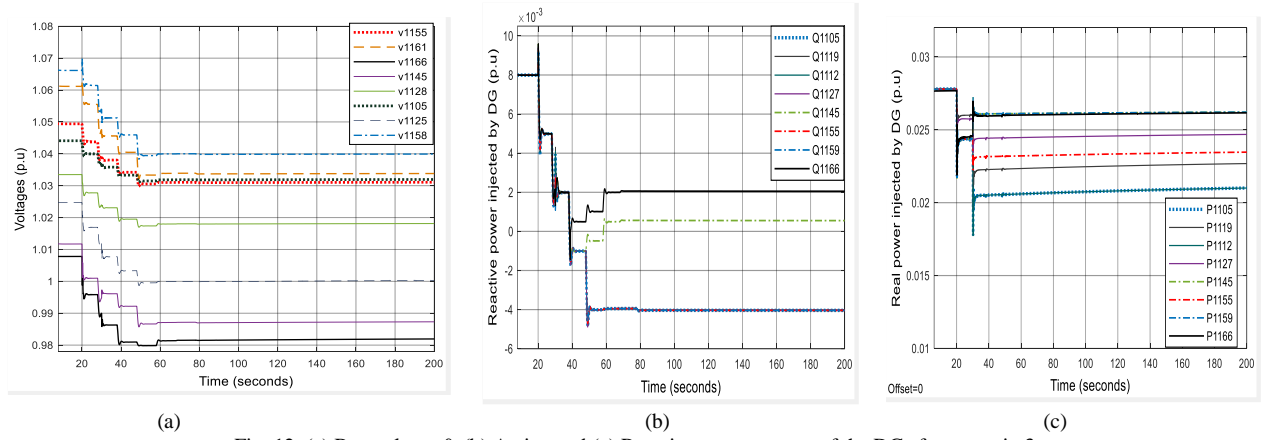 1.08
1.07
1.06
1.05
1.04
1.03
1.02
1.01
1
0.99
0.98
Voltages (p.u)
20 40 60 80 100 120 140 160 180 200
Time (seconds)
v1155
v1161
v1166
v1145
v1128
v1105
v1125
v1158
(a)
×10⁻³
10
8
6
4
2
0
-2
-4
-6
Reactive power injected by DG (p.u)
0 20 40 60 80 100 120 140 160 180 200
Time (seconds)
Q1105
Q1119
Q1112
Q1127
Q1145
Q1155
Q1159
Q1166
(b)
0.03
0.025
0.02
0.015
0.01
Real power injected by DG (p.u)
0 20 40 60 80 100 120 140 160 180 200
Time (seconds)
Offset=0
P1105
P1119
P1112
P1127
P1145
P1155
P1159
P1166
(c)